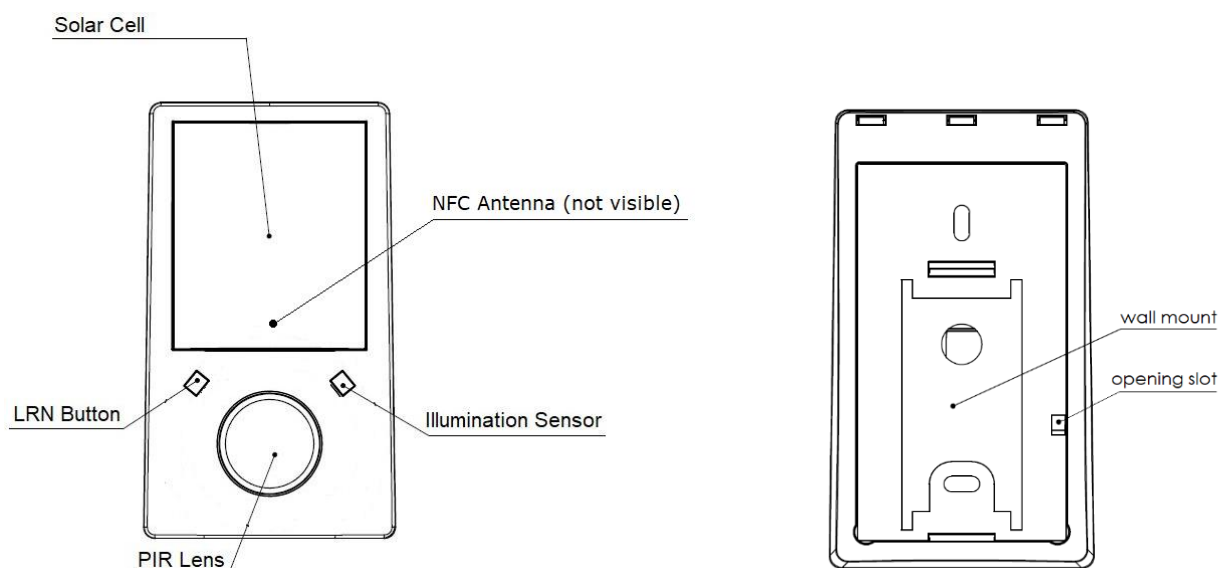 Solar Cell
NFC Antenna (not visible)
wall mount
opening slot
LRN Button
Illumination Sensor
PIR Lens